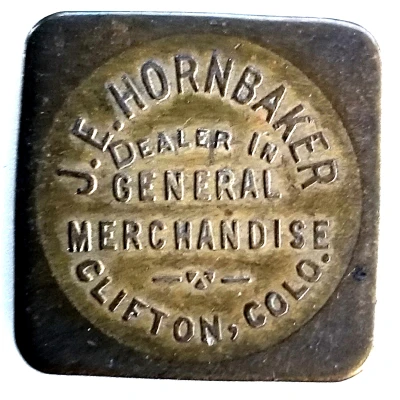 J. E. HORNBAKER
DEALER IN
GENERAL
MERCHANDISE
CLIFTON, COLO.